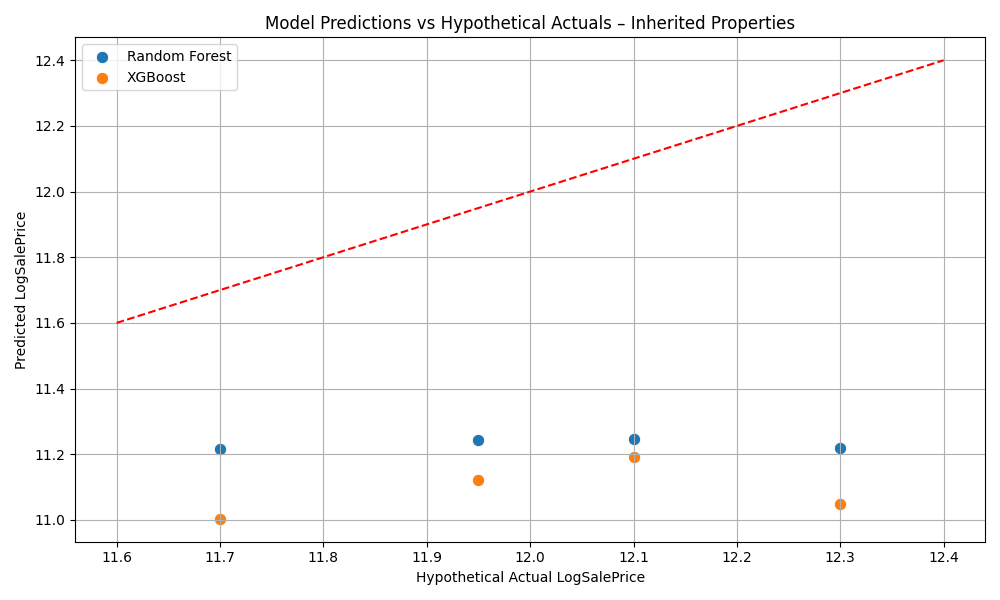 Model Predictions vs Hypothetical Actuals – Inherited Properties
Random Forest
XGBoost
12.4
12.2
12.0
11.8
11.6
11.4
11.2
11.0
Predicted LogSalePrice
11.6 11.7 11.8 11.9 12.0 12.1 12.2 12.3 12.4
Hypothetical Actual LogSalePrice